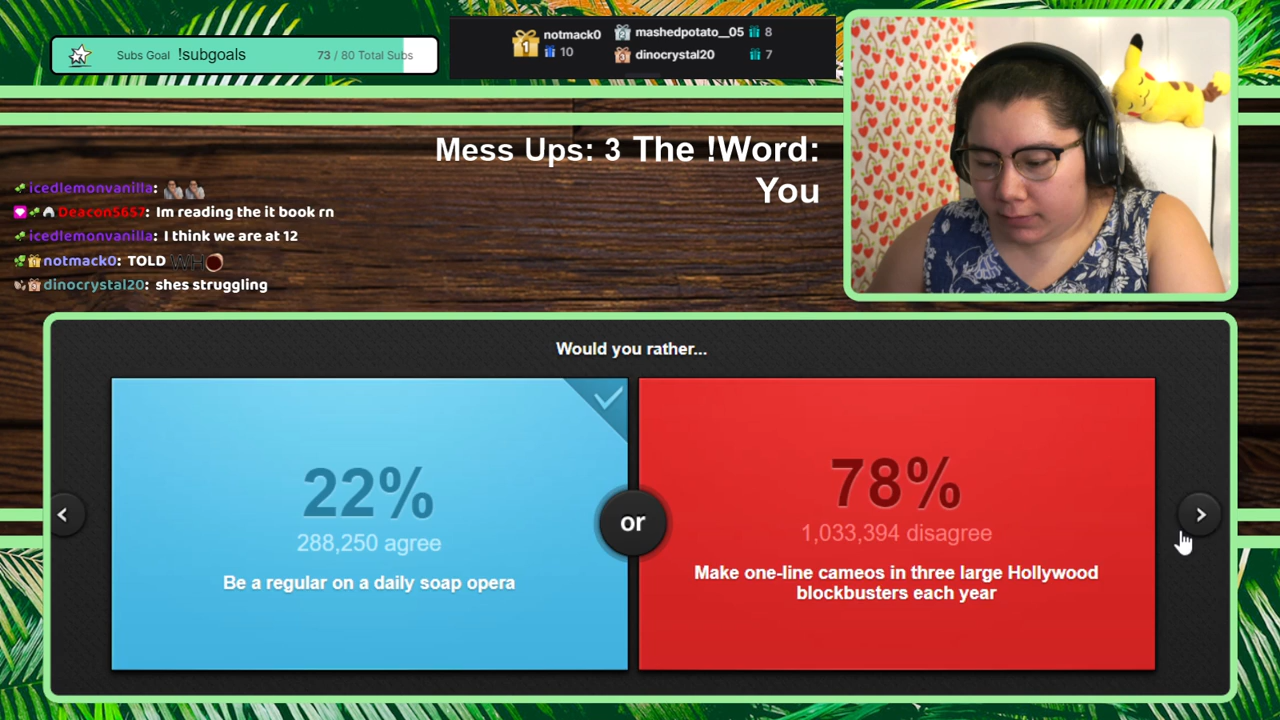 Subs Goal !subgoals 73 / 80 Total Subs
1 notmack0 10
mashedpotato__05 8
dinocrystal20 7
Mess Ups: 3 The !Word:
You
icedlemonvanilla:
Deacon5657: Im reading the it book rn
icedlemonvanilla: I think we are at 12
notmack0: TOLD WH
dinocrystal20: shes struggling
Would you rather...
22%
288,250 agree
Be a regular on a daily soap opera
or
78%
1,033,394 disagree
Make one-line cameos in three large Hollywood
blockbusters each year